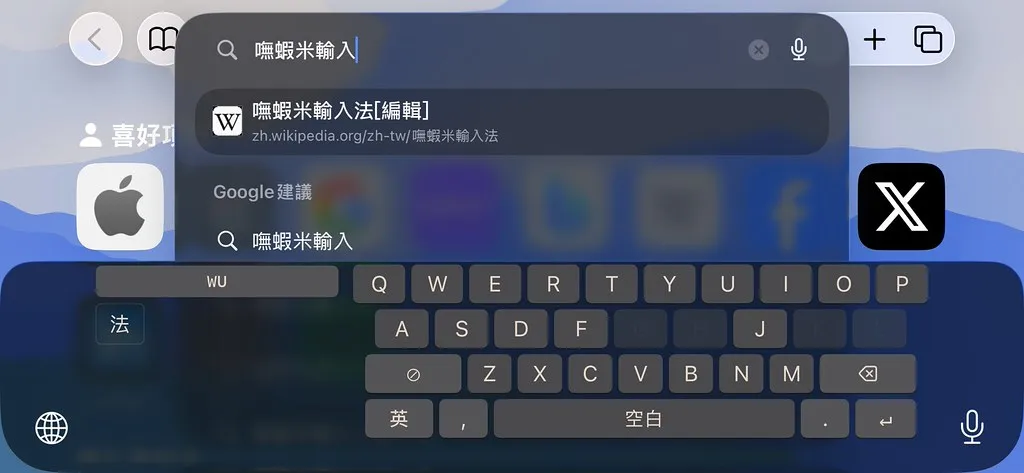 嘸蝦米輸入
嘸蝦米輸入法[編輯]
W
zh.wikipedia.org/zh-tw/嘸蝦米輸入法
喜好項
Google建議
嘸蝦米輸入
WU
Q W E R T Y U I O P
法
A S D F J
Z X C V B N M
英 , 空白 .